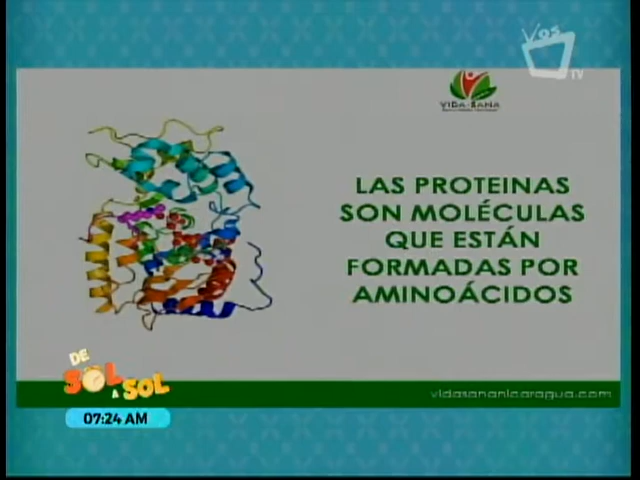 Vos
TV
VIDA SANA
LAS PROTEINAS
SON MOLÉCULAS
QUE ESTÁN
FORMADAS POR
AMINOÁCIDOS
DE
SOL
A SOL
vidasananicaragua.com
07:24 AM